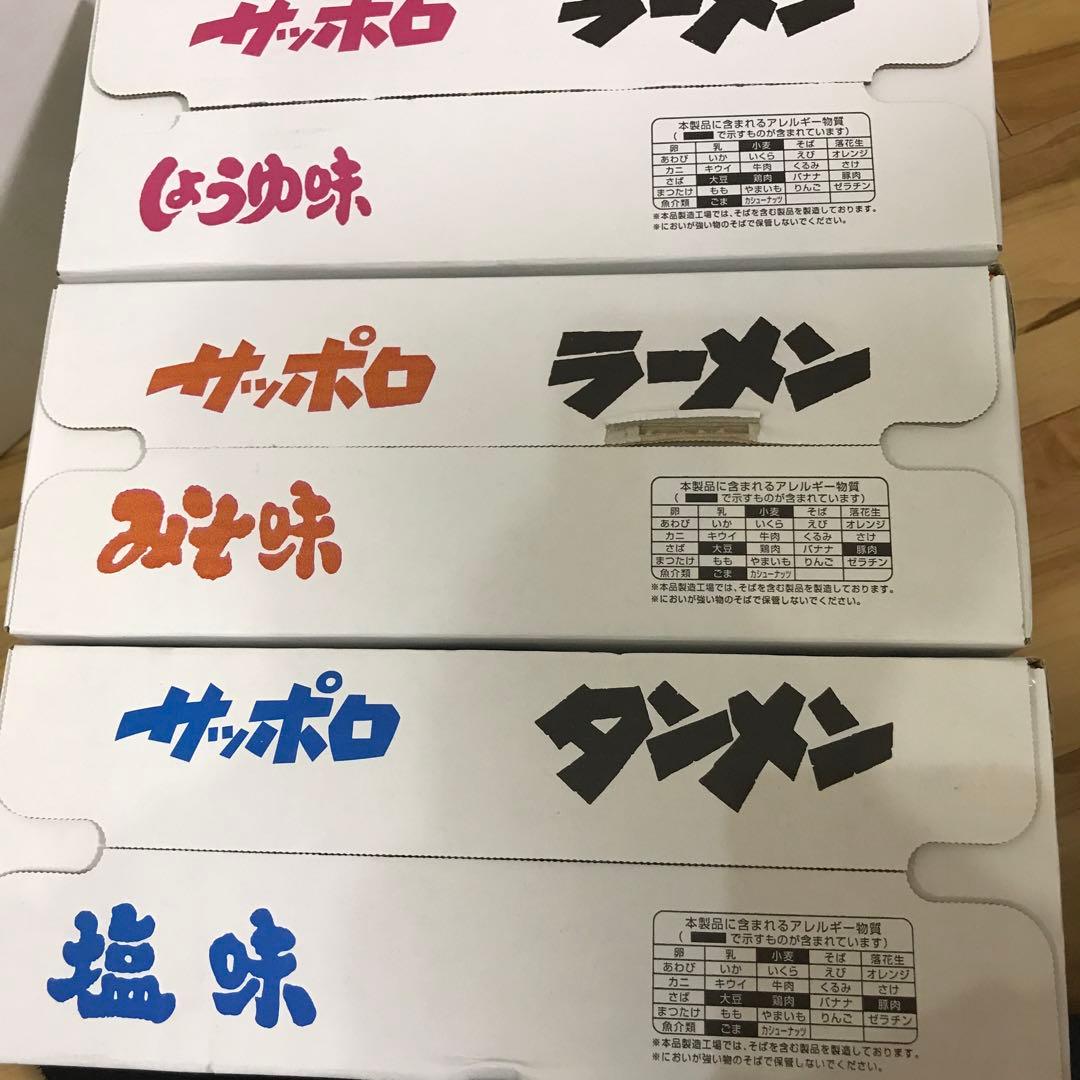 サッポロ ラーメン
しょうゆ味
本製品に含まれるアレルギー物質
( で示すものが含まれています)
卵 乳 小麦 そば 落花生
あわび いか いくら えび オレンジ
カニ キウイ 牛肉 くるみ さけ
さば 大豆 鶏肉 バナナ 豚肉
まつたけ もも やまいも りんご ゼラチン
魚介類 ごま カシューナッツ
※本品製造工場では、そばを含む製品を製造しております。
※においが強い物のそばで保管しないでください。
サッポロ ラーメン
みそ味
本製品に含まれるアレルギー物質
( で示すものが含まれています)
卵 乳 小麦 そば 落花生
あわび いか いくら えび オレンジ
カニ キウイ 牛肉 くるみ さけ
さば 大豆 鶏肉 バナナ 豚肉
まつたけ もも やまいも りんご ゼラチン
魚介類 ごま カシューナッツ
※本品製造工場では、そばを含む製品を製造しております。
※においが強い物のそばで保管しないでください。
サッポロ タンメン
塩味
本製品に含まれるアレルギー物質
( で示すものが含まれています)
卵 乳 小麦 そば 落花生
あわび いか いくら えび オレンジ
カニ キウイ 牛肉 くるみ さけ
さば 大豆 鶏肉 バナナ 豚肉
まつたけ もも やまいも りんご ゼラチン
魚介類 ごま カシューナッツ
※本品製造工場では、そばを含む製品を製造しております。
※においが強い物のそばで保管しないでください。